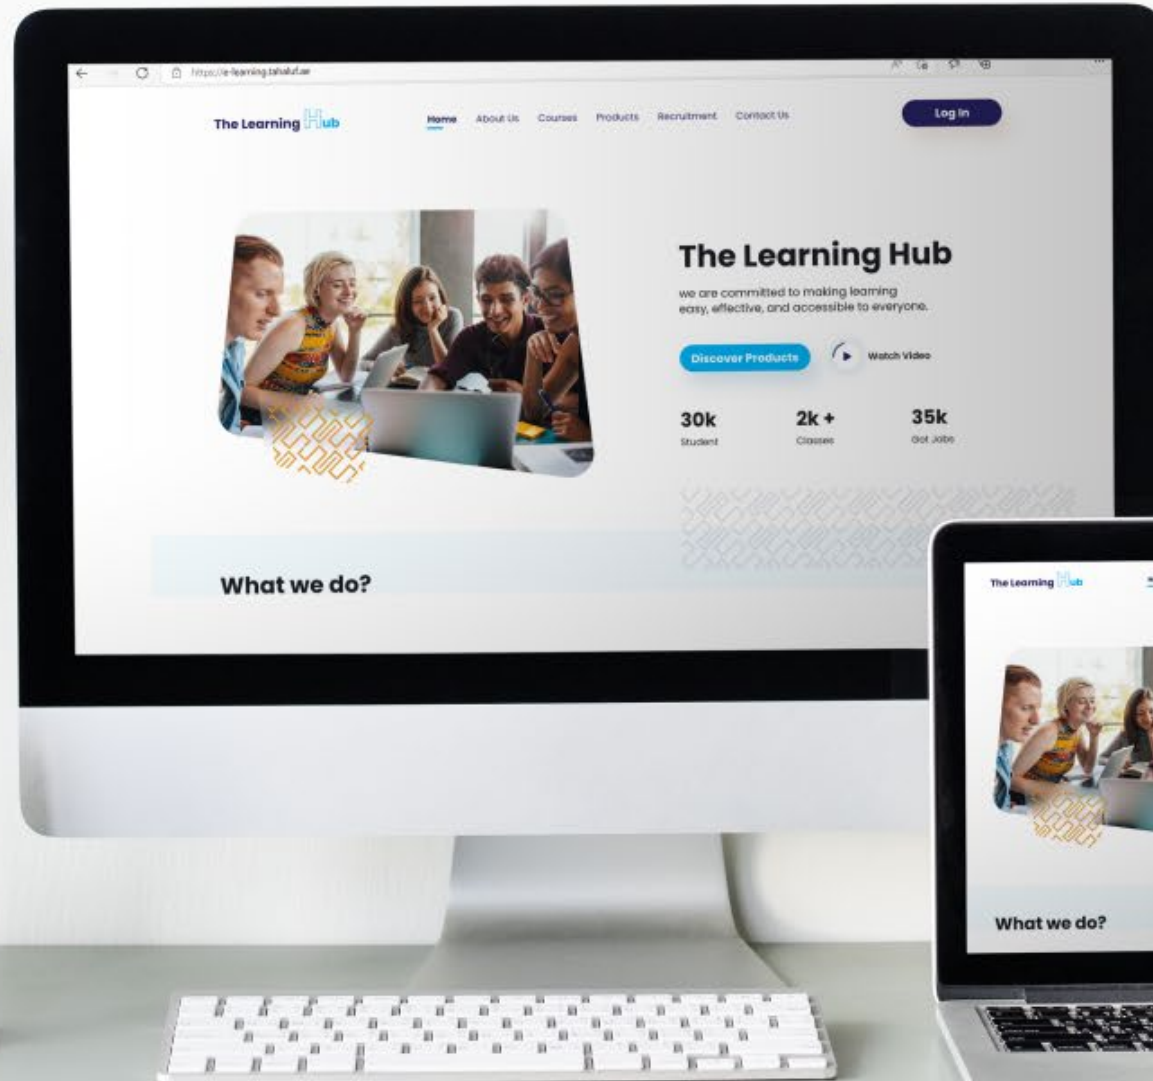 https://e-learning.tahaluf.ae
The Learning Hub
Home About Us Courses Products Recruitment Contact Us
Log In
The Learning Hub
we are committed to making learning
easy, effective, and accessible to everyone.
Discover Products
Watch Video
30k 2k + 35k
Student Classes Got Jobs
What we do?
The Learning Hub
What we do?